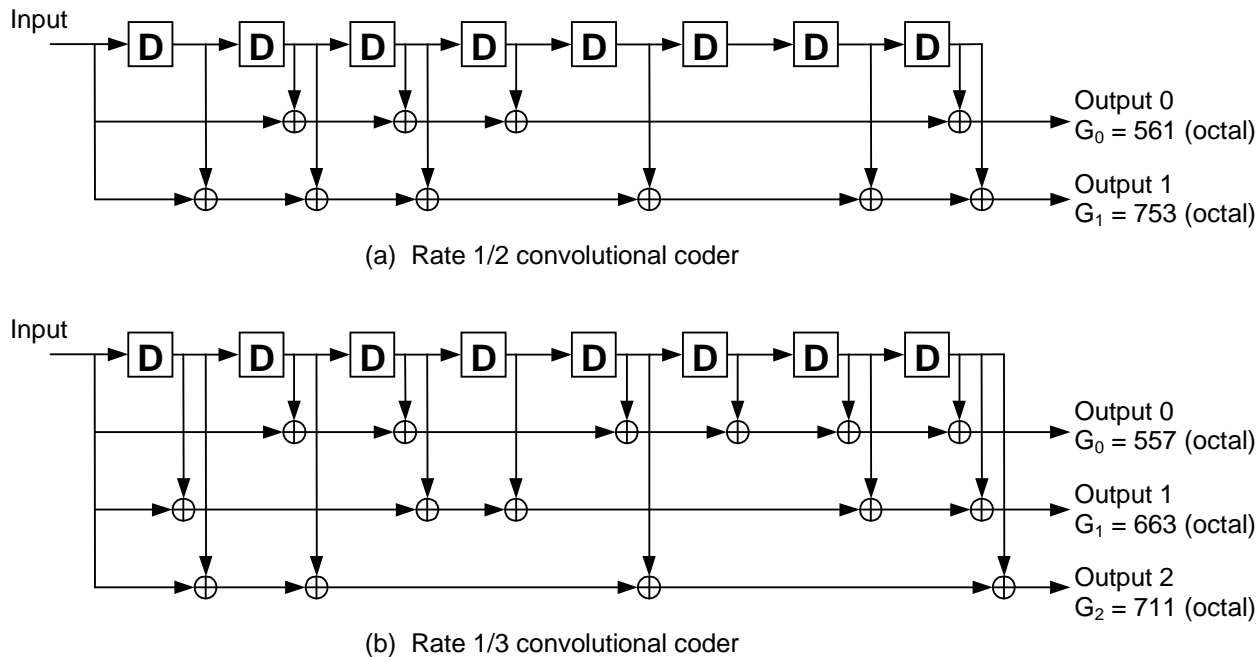 Input
D D D D D D D D
Output 0
G₀ = 561 (octal)
Output 1
G₁ = 753 (octal)
(a) Rate 1/2 convolutional coder
Input
D D D D D D D D
Output 0
G₀ = 557 (octal)
Output 1
G₁ = 663 (octal)
Output 2
G₂ = 711 (octal)
(b) Rate 1/3 convolutional coder